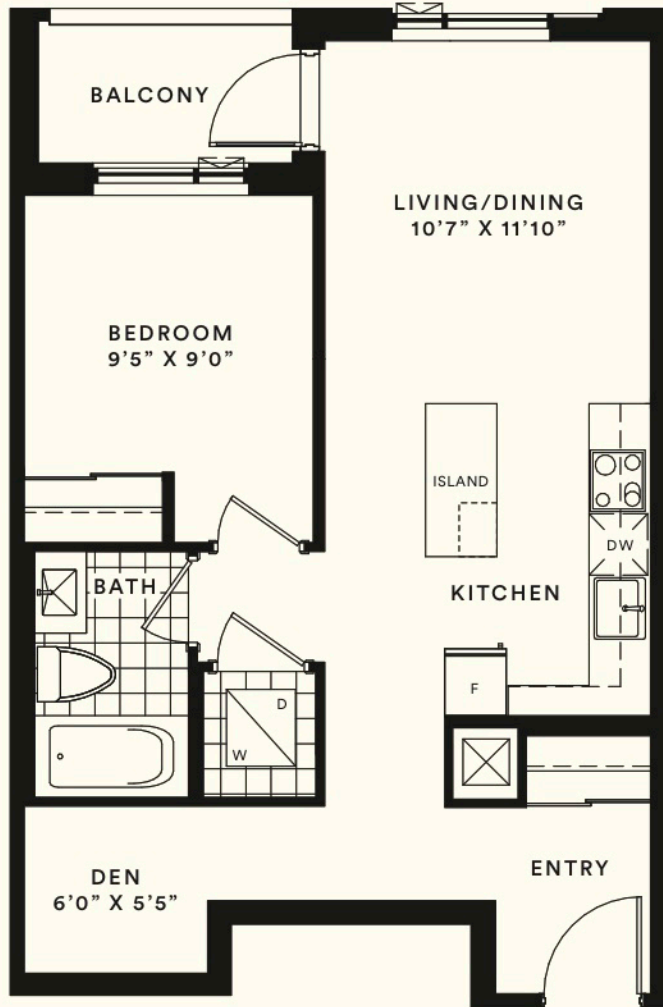 BALCONY
LIVING/DINING
10’7” X 11’10”
BEDROOM
9’5” X 9’0”
ISLAND
DW
BATH
KITCHEN
F
D
W
DEN
6’0” X 5’5”
ENTRY